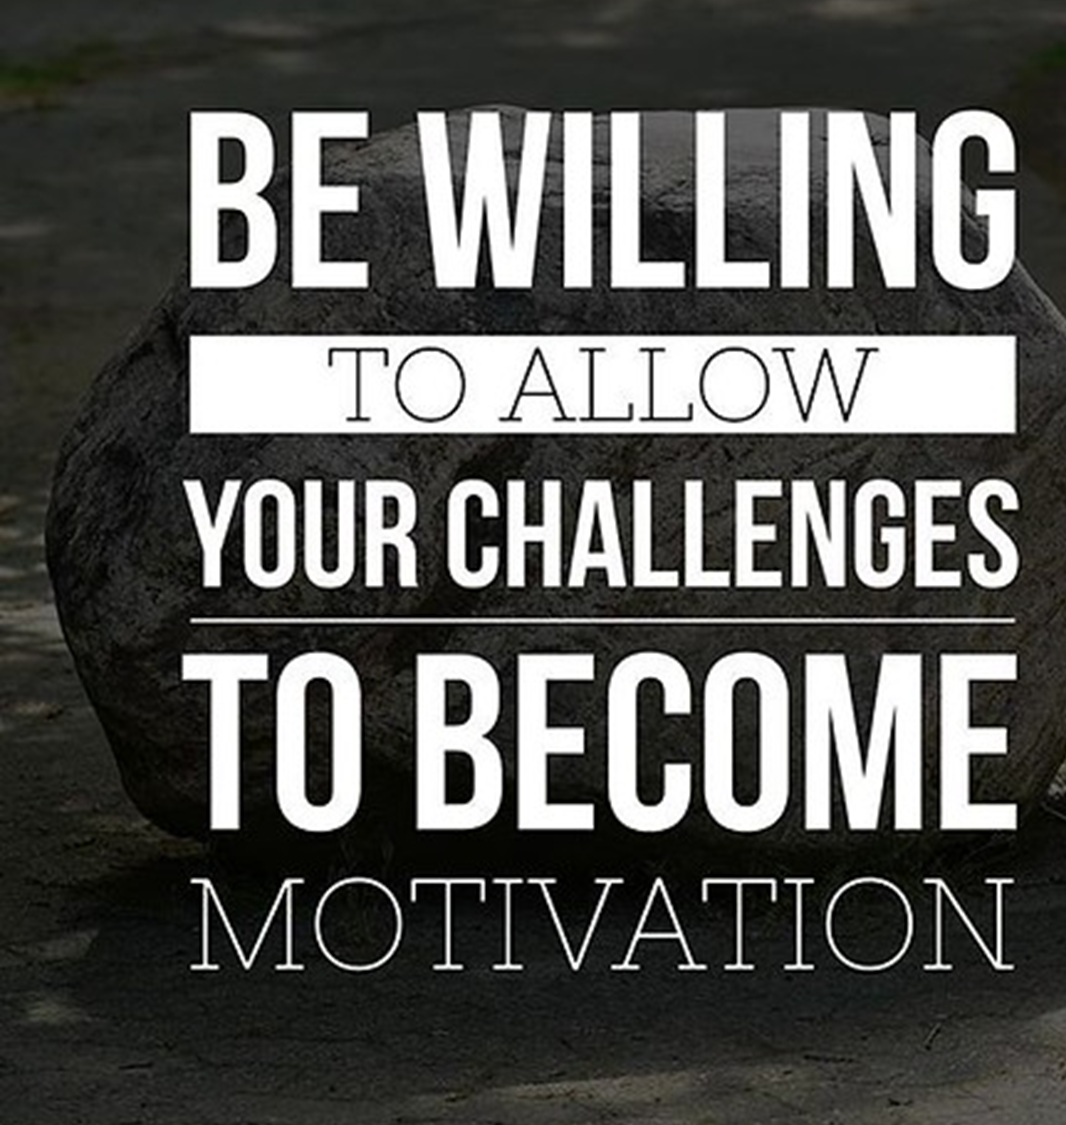 BE WILLING
TO ALLOW
YOUR CHALLENGES
TO BECOME
MOTIVATION